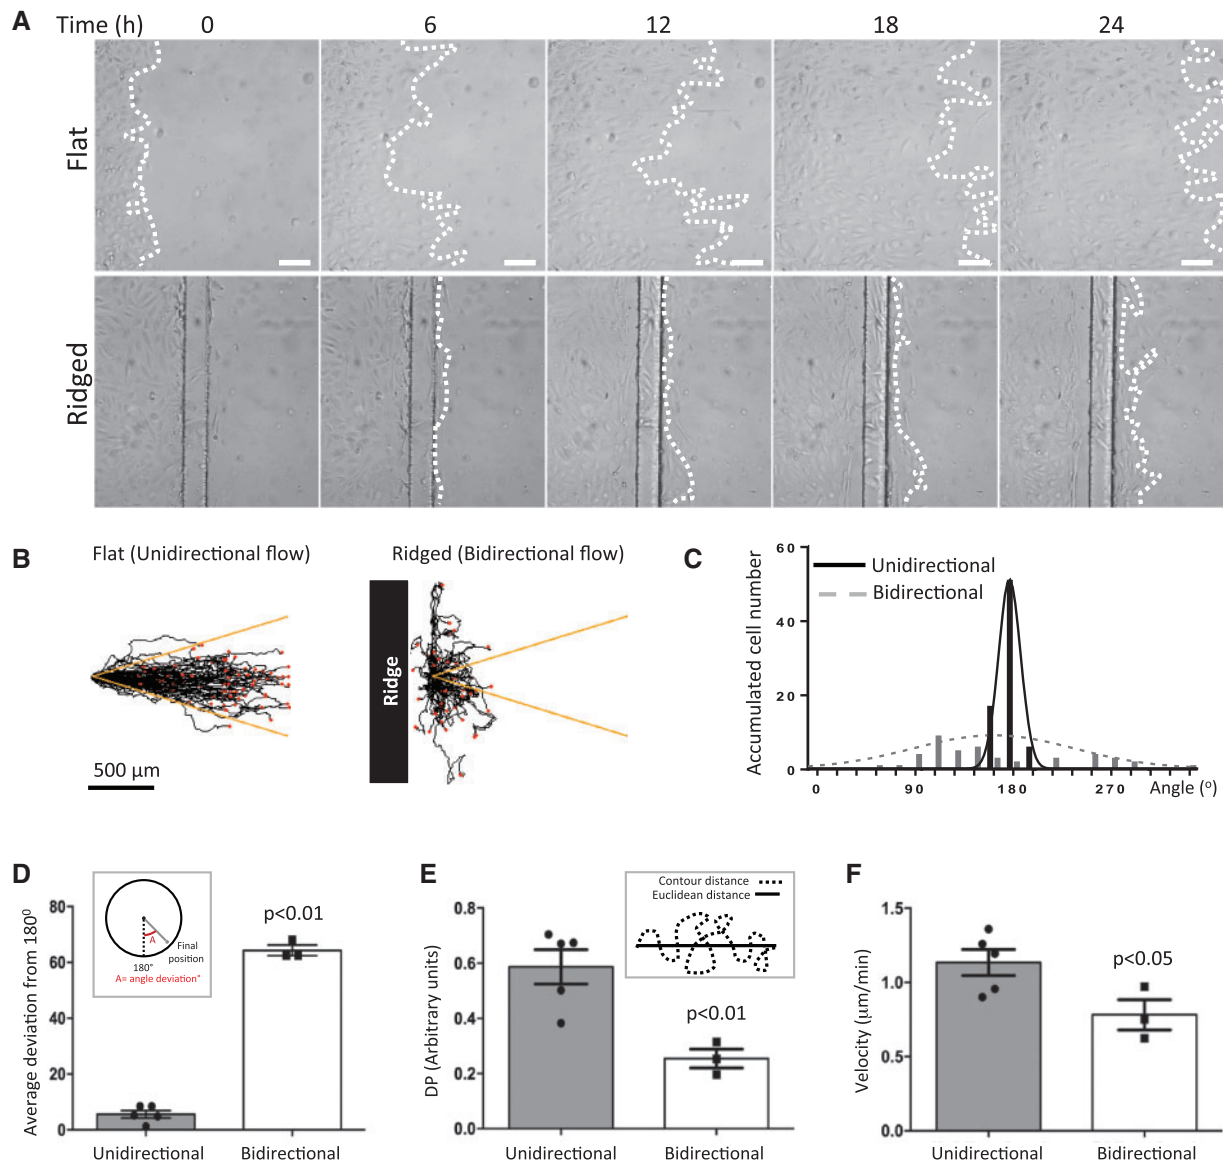 A Time (h) 0 6 12 18 24
Flat
Ridged
B
Flat (Unidirectional flow)
Ridged (Bidirectional flow)
Ridge
500 µm
C
Accumulated cell number
60
40
20
0
Unidirectional
Bidirectional
0 90 180 270 Angle (o)
D
Average deviation from 180⁰
80
60
40
20
0
A
Final
position
180°
A= angle deviation°
p<0.01
Unidirectional Bidirectional
E
DP (Arbitrary units)
0.8
0.6
0.4
0.2
0.0
Contour distance
Euclidean distance
p<0.01
Unidirectional Bidirectional
F
Velocity (µm/min)
1.5
1.0
0.5
0.0
p<0.05
Unidirectional Bidirectional